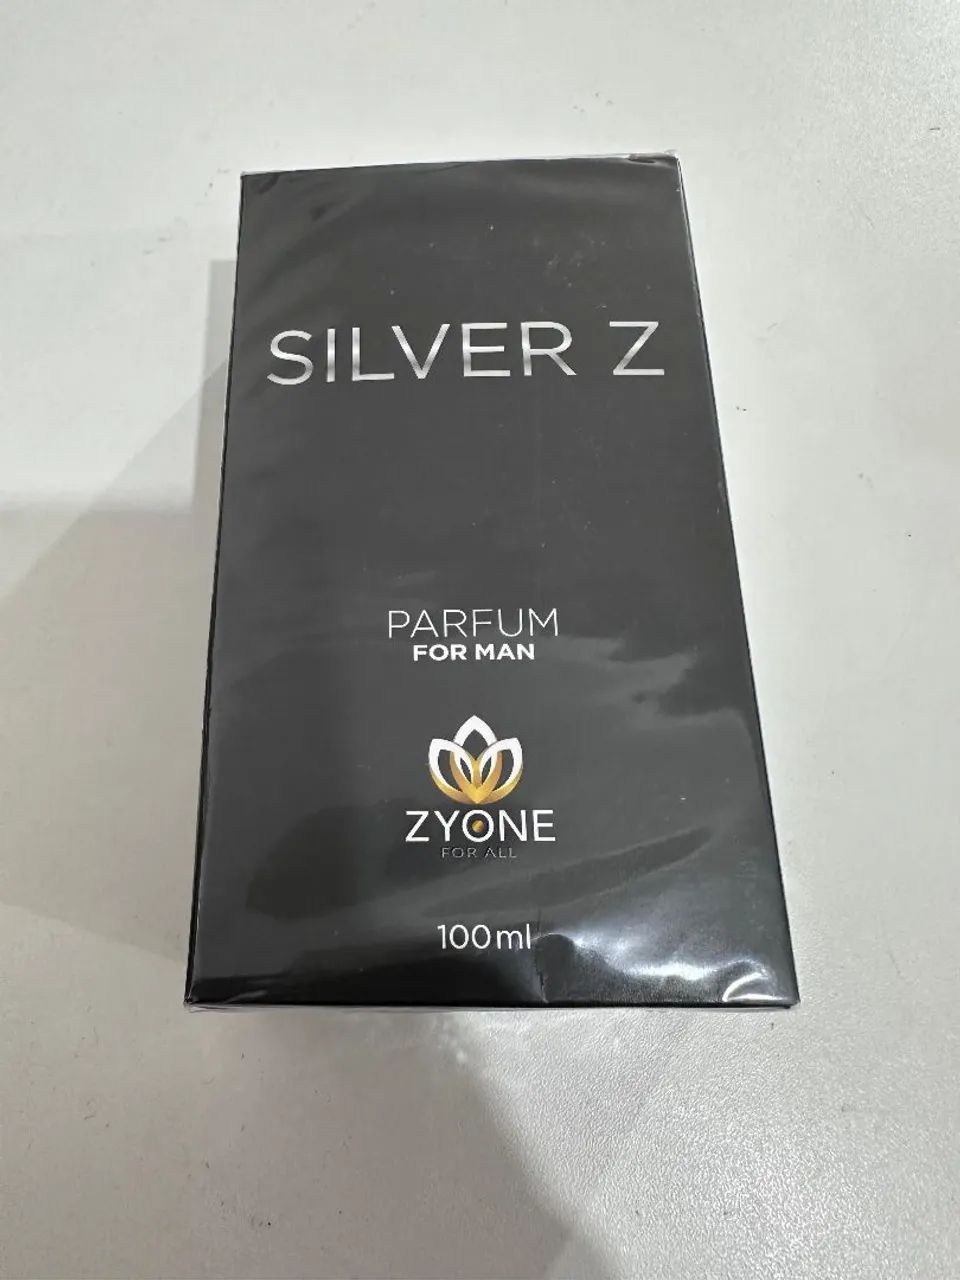 SILVER Z
PARFUM
FOR MAN
ZYONE
FOR ALL
100ml